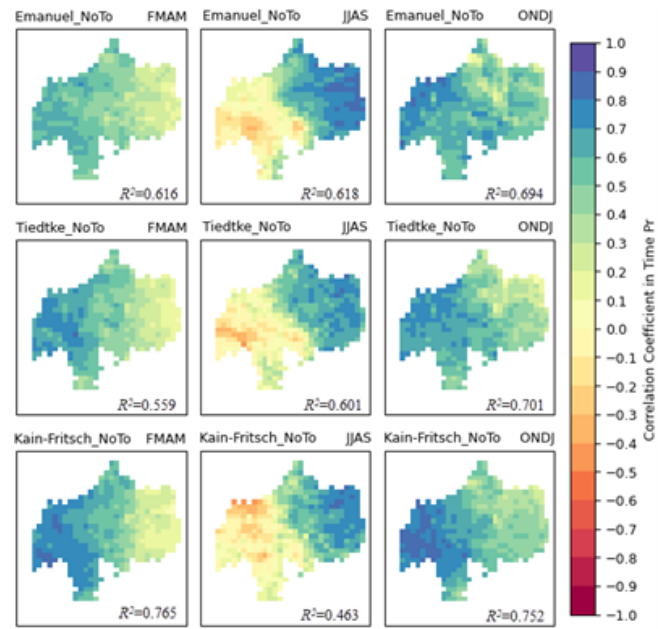 Emanuel_NoTo FMAM
Emanuel_NoTo JJAS
Emanuel_NoTo ONDJ
R²=0.616
R²=0.618
R²=0.694
Tiedtke_NoTo FMAM
Tiedtke_NoTo JJAS
Tiedtke_NoTo ONDJ
R²=0.559
R²=0.601
R²=0.701
Kain-Fritsch_NoTo FMAM
Kain-Fritsch_NoTo JJAS
Kain-Fritsch_NoTo ONDJ
R²=0.765
R²=0.463
R²=0.752
1.0
0.9
0.8
0.7
0.6
0.5
0.4
0.3
0.2
0.1
0.0
−0.1
−0.2
−0.3
−0.4
−0.5
−0.6
−0.7
−0.8
−0.9
−1.0
Correlation Coefficient in Time Pr